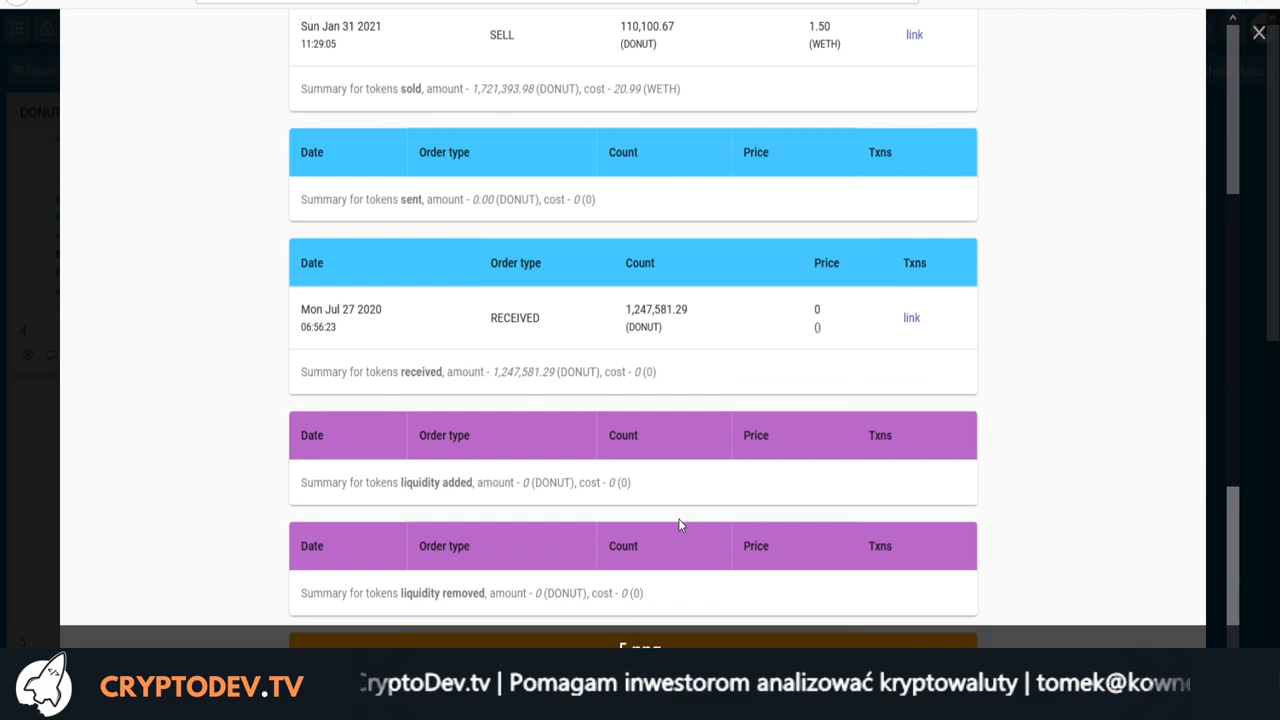 Sun Jan 31 2021 SELL 110,100.67 1.50 link
11:29:05 (DONUT) (WETH)
Summary for tokens sold, amount - 1,721,393.98 (DONUT), cost - 20.99 (WETH)
Date Order type Count Price Txns
Summary for tokens sent, amount - 0.00 (DONUT), cost - 0 (0)
Date Order type Count Price Txns
Mon Jul 27 2020 RECEIVED 1,247,581.29 0 link
06:56:23 (DONUT) ()
Summary for tokens received, amount - 1,247,581.29 (DONUT), cost - 0 (0)
Date Order type Count Price Txns
Summary for tokens liquidity added, amount - 0 (DONUT), cost - 0 (0)
Date Order type Count Price Txns
Summary for tokens liquidity removed, amount - 0 (DONUT), cost - 0 (0)
Board
DONUT
4
5
CRYPTODEV.TV
CryptoDev.tv | Pomagam inwestorom analizować kryptowaluty | tomek@kown